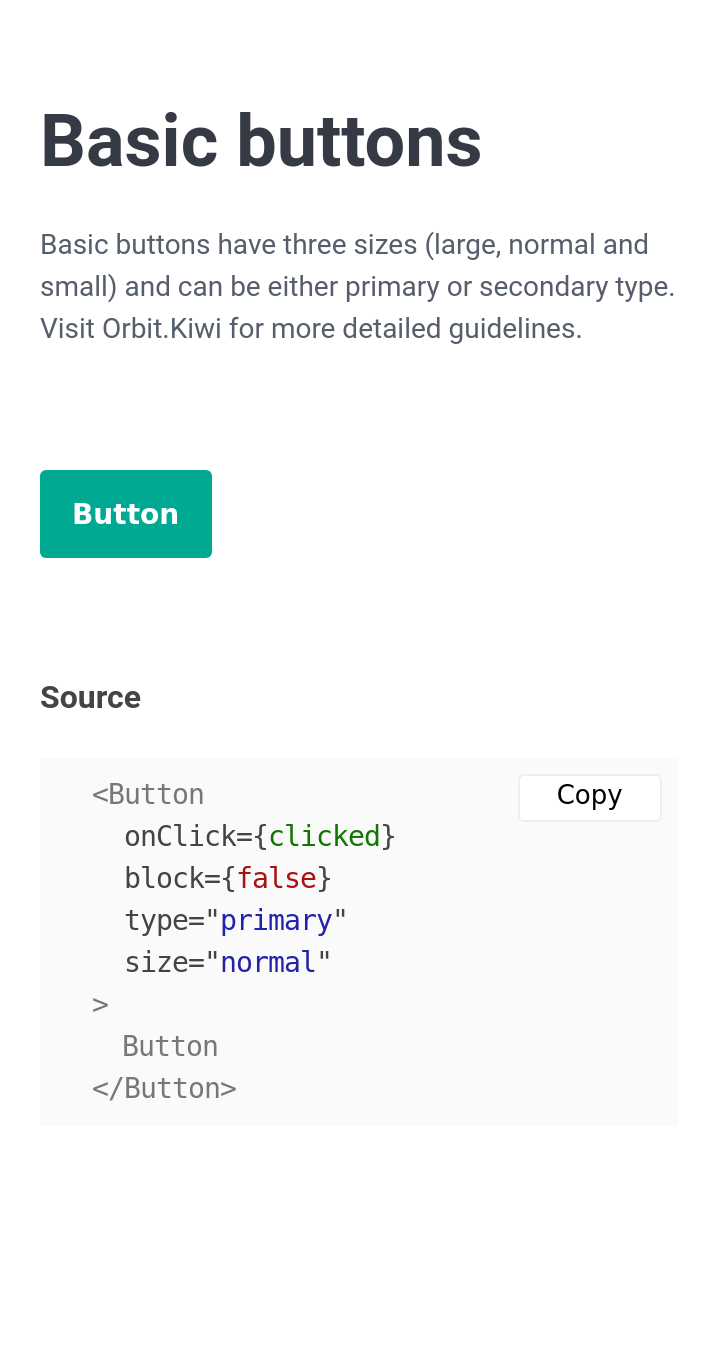 Basic buttons
Basic buttons have three sizes (large, normal and
small) and can be either primary or secondary type.
Visit Orbit.Kiwi for more detailed guidelines.
Button
Source
<Button
Copy
onClick={clicked}
block={false}
type="primary"
size="normal"
>
Button
</Button>